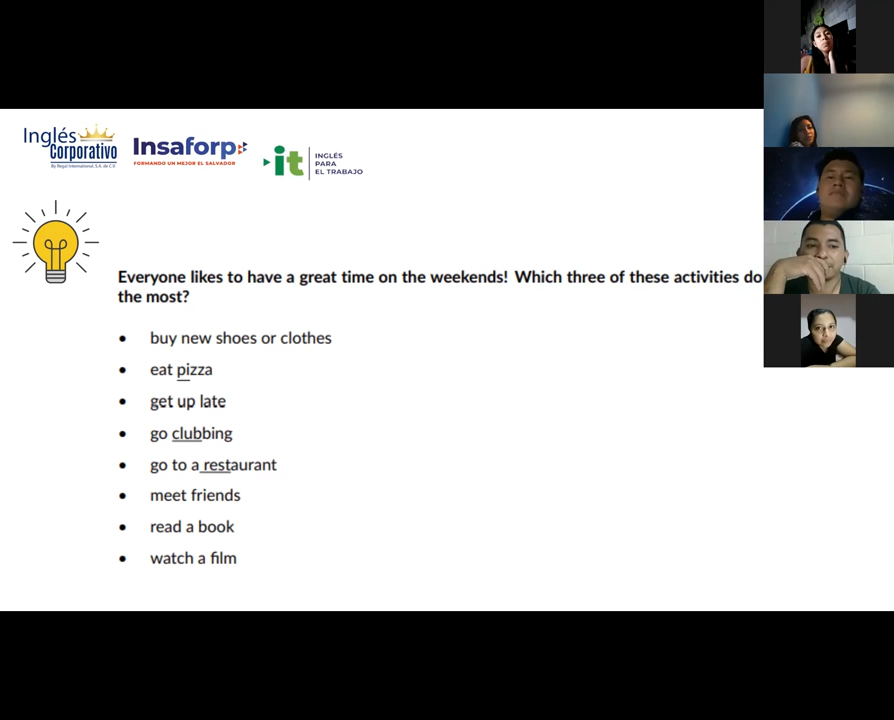 Inglés
Corporativo
By Regal International, S.A. de C.V.
Insaforp
FORMANDO UN MEJOR EL SALVADOR
it
INGLÉS
PARA
EL TRABAJO
Everyone likes to have a great time on the weekends! Which three of these activities do
the most?
• buy new shoes or clothes
• eat pizza
• get up late
• go clubbing
• go to a restaurant
• meet friends
• read a book
• watch a film